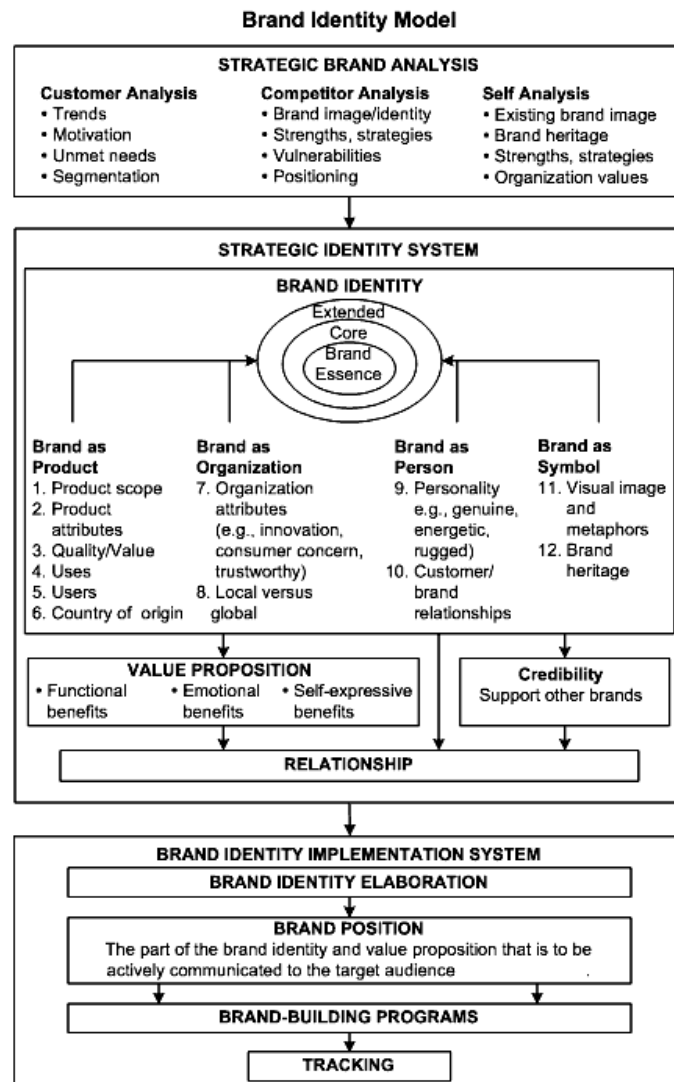 Brand Identity Model
STRATEGIC BRAND ANALYSIS
Customer Analysis
• Trends
• Motivation
• Unmet needs
• Segmentation
Competitor Analysis
• Brand image/identity
• Strengths, strategies
• Vulnerabilities
• Positioning
Self Analysis
• Existing brand image
• Brand heritage
• Strengths, strategies
• Organization values
STRATEGIC IDENTITY SYSTEM
BRAND IDENTITY
Extended
Core
Brand
Essence
Brand as
Product
1. Product scope
2. Product
attributes
3. Quality/Value
4. Uses
5. Users
6. Country of origin
Brand as
Organization
7. Organization
attributes
(e.g., innovation,
consumer concern,
trustworthy)
8. Local versus
global
Brand as
Person
9. Personality
e.g., genuine,
energetic,
rugged)
10. Customer/
brand
relationships
Brand as
Symbol
11. Visual image
and
metaphors
12. Brand
heritage
VALUE PROPOSITION
• Functional
benefits
• Emotional
benefits
• Self-expressive
benefits
Credibility
Support other brands
RELATIONSHIP
BRAND IDENTITY IMPLEMENTATION SYSTEM
BRAND IDENTITY ELABORATION
BRAND POSITION
The part of the brand identity and value proposition that is to be
actively communicated to the target audience .
BRAND-BUILDING PROGRAMS
TRACKING